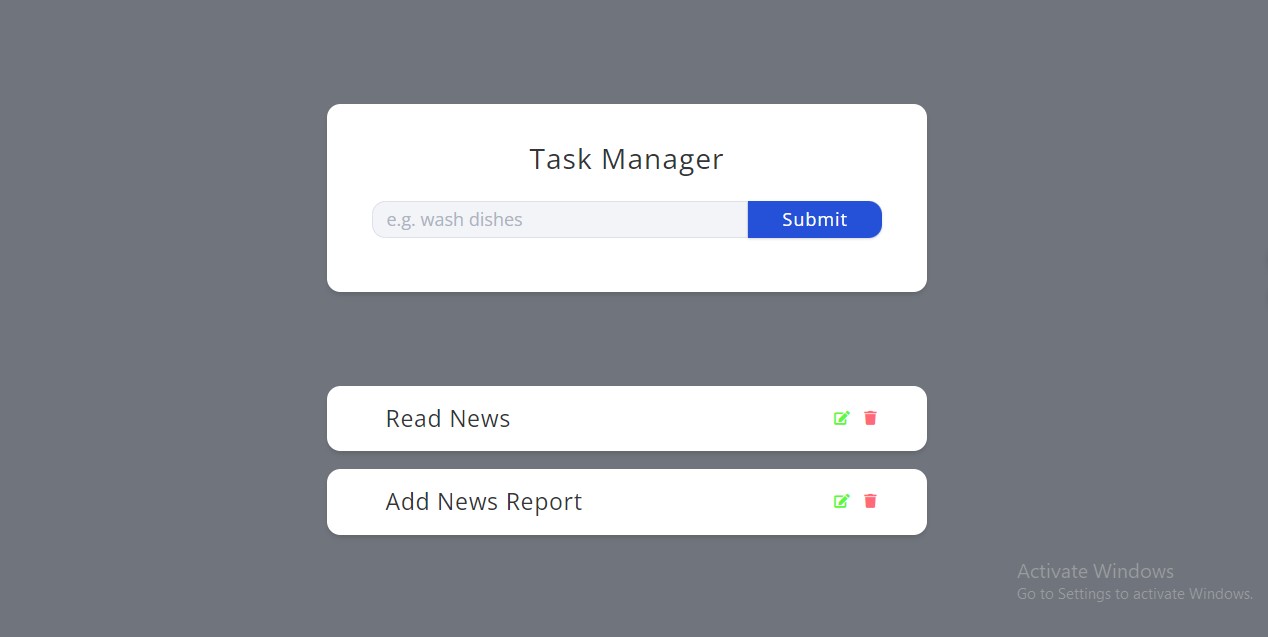 Task Manager
e.g. wash dishes
Submit
Read News
Add News Report
Activate Windows
Go to Settings to activate Windows.